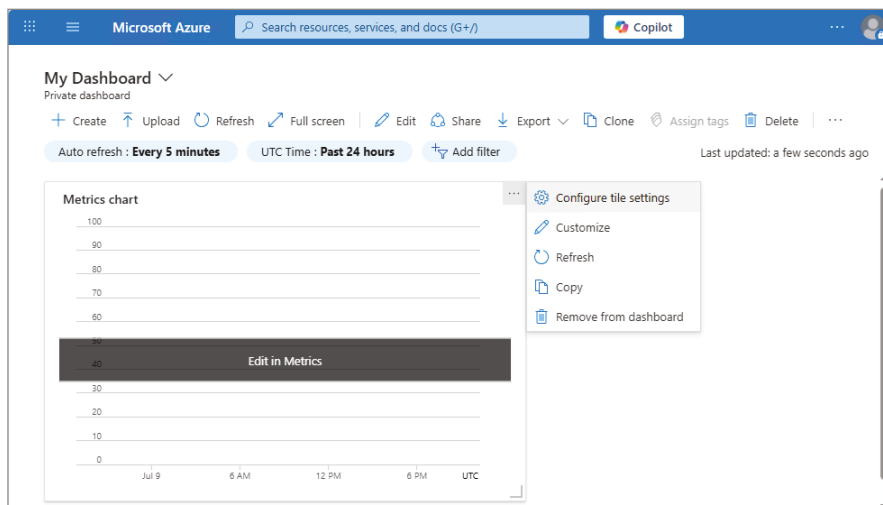 Microsoft Azure
Search resources, services, and docs (G+/)
Copilot
...
My Dashboard
Private dashboard
Create Upload Refresh Full screen Edit Share Export Clone Assign tags Delete ...
Auto refresh : Every 5 minutes UTC Time : Past 24 hours Add filter Last updated: a few seconds ago
Metrics chart
...
Configure tile settings
Customize
Refresh
Copy
Remove from dashboard
100
90
80
70
60
50
40
Edit in Metrics
30
20
10
0
Jul 9 6 AM 12 PM 6 PM UTC